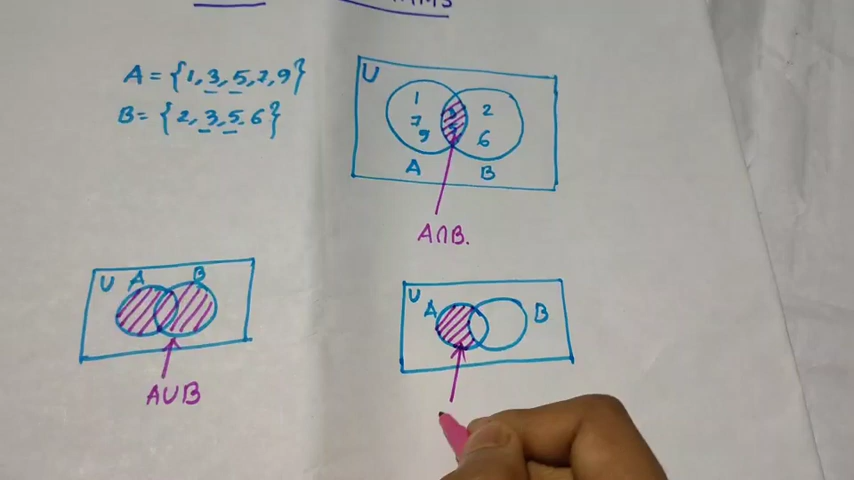 A = {1, 3, 5, 7, 9}
B = {2, 3, 5, 6}
U
1
2
7
9
6
A
B
A∩B.
U
A
B
A∪B
U
A
B